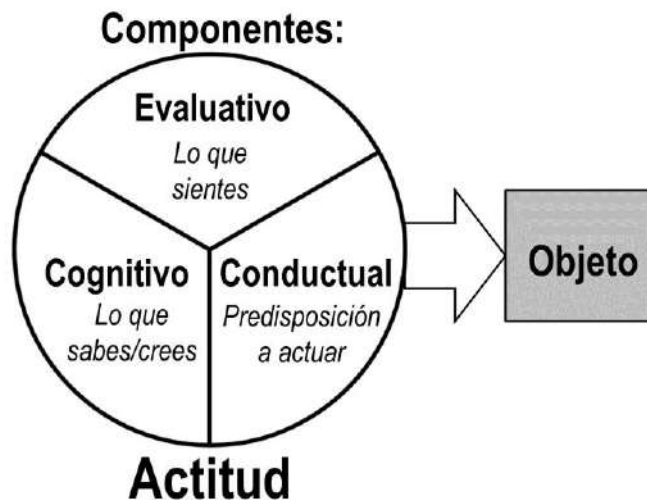 Componentes:
Evaluativo
Lo que
sientes
Cognitivo
Lo que
sabes/crees
Conductual
Predisposición
a actuar
Objeto
Actitud